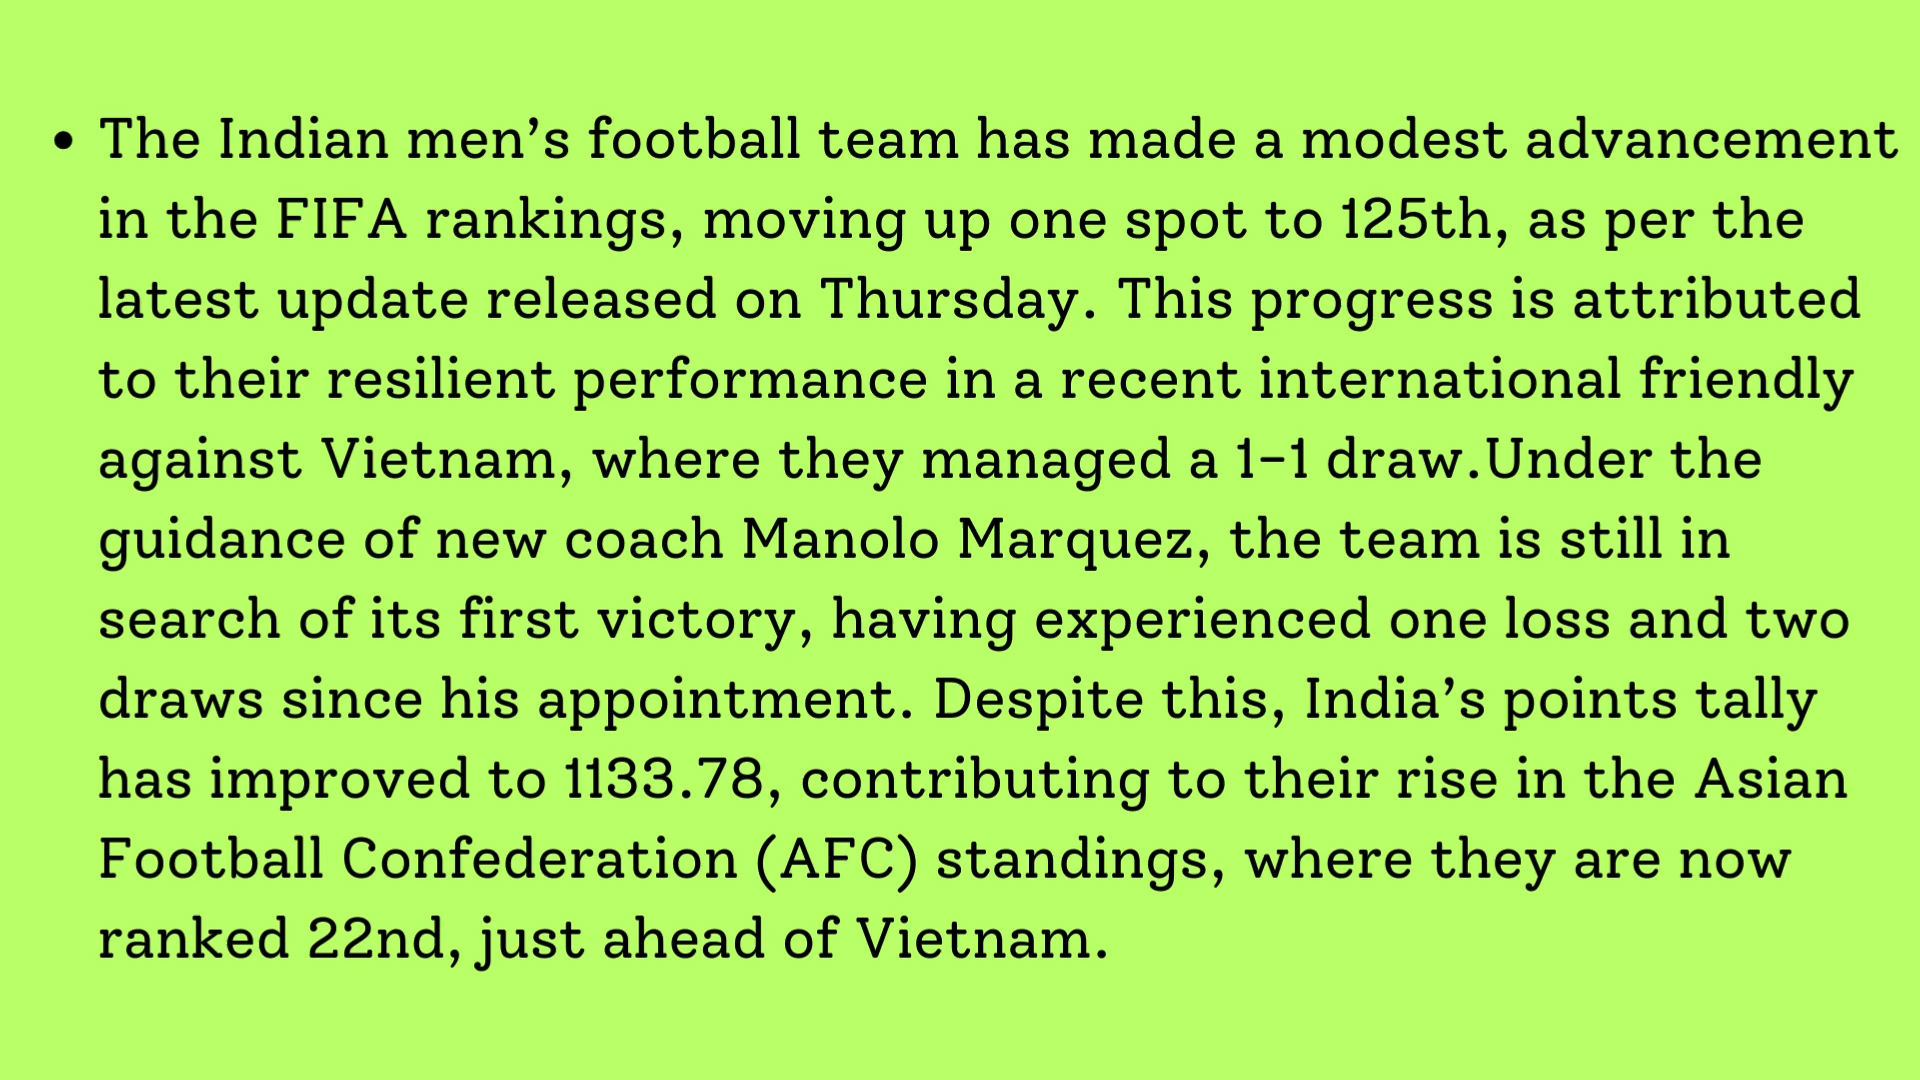 • The Indian men’s football team has made a modest advancement
in the FIFA rankings, moving up one spot to 125th, as per the
latest update released on Thursday. This progress is attributed
to their resilient performance in a recent international friendly
against Vietnam, where they managed a 1-1 draw.Under the
guidance of new coach Manolo Marquez, the team is still in
search of its first victory, having experienced one loss and two
draws since his appointment. Despite this, India’s points tally
has improved to 1133.78, contributing to their rise in the Asian
Football Confederation (AFC) standings, where they are now
ranked 22nd, just ahead of Vietnam.